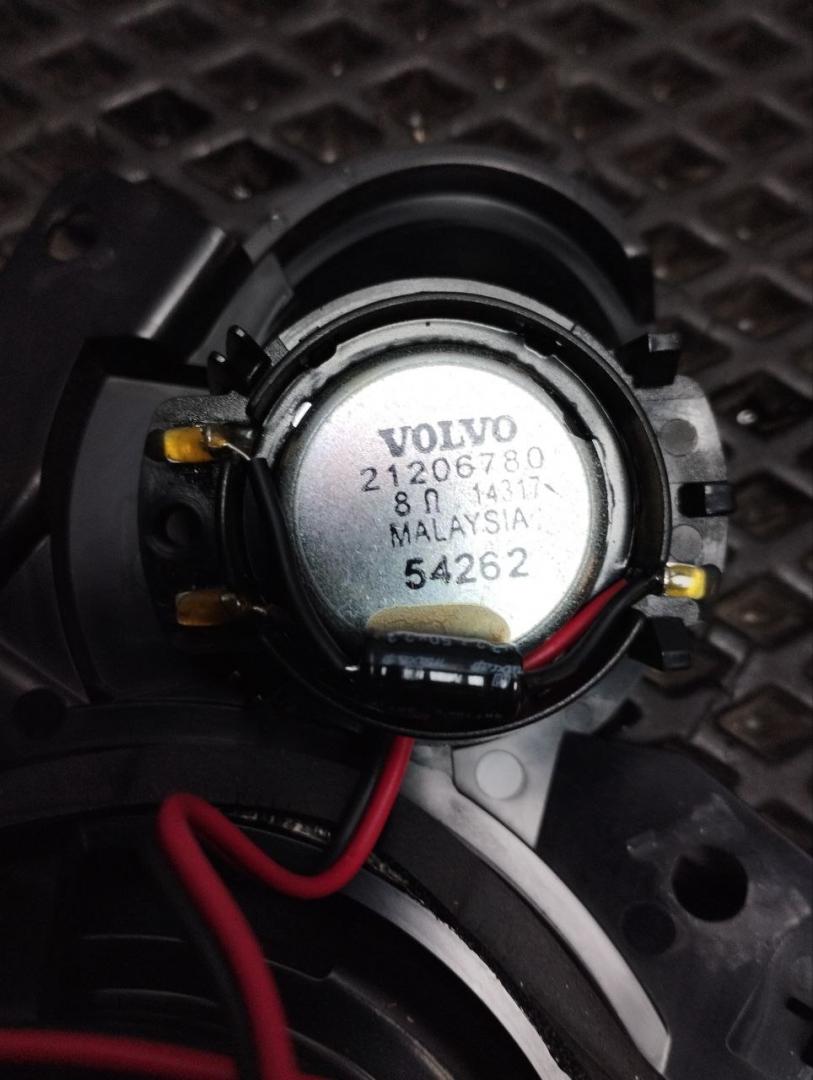 VOLVO
21206780
8 Ω 14317
MALAYSIA
54262